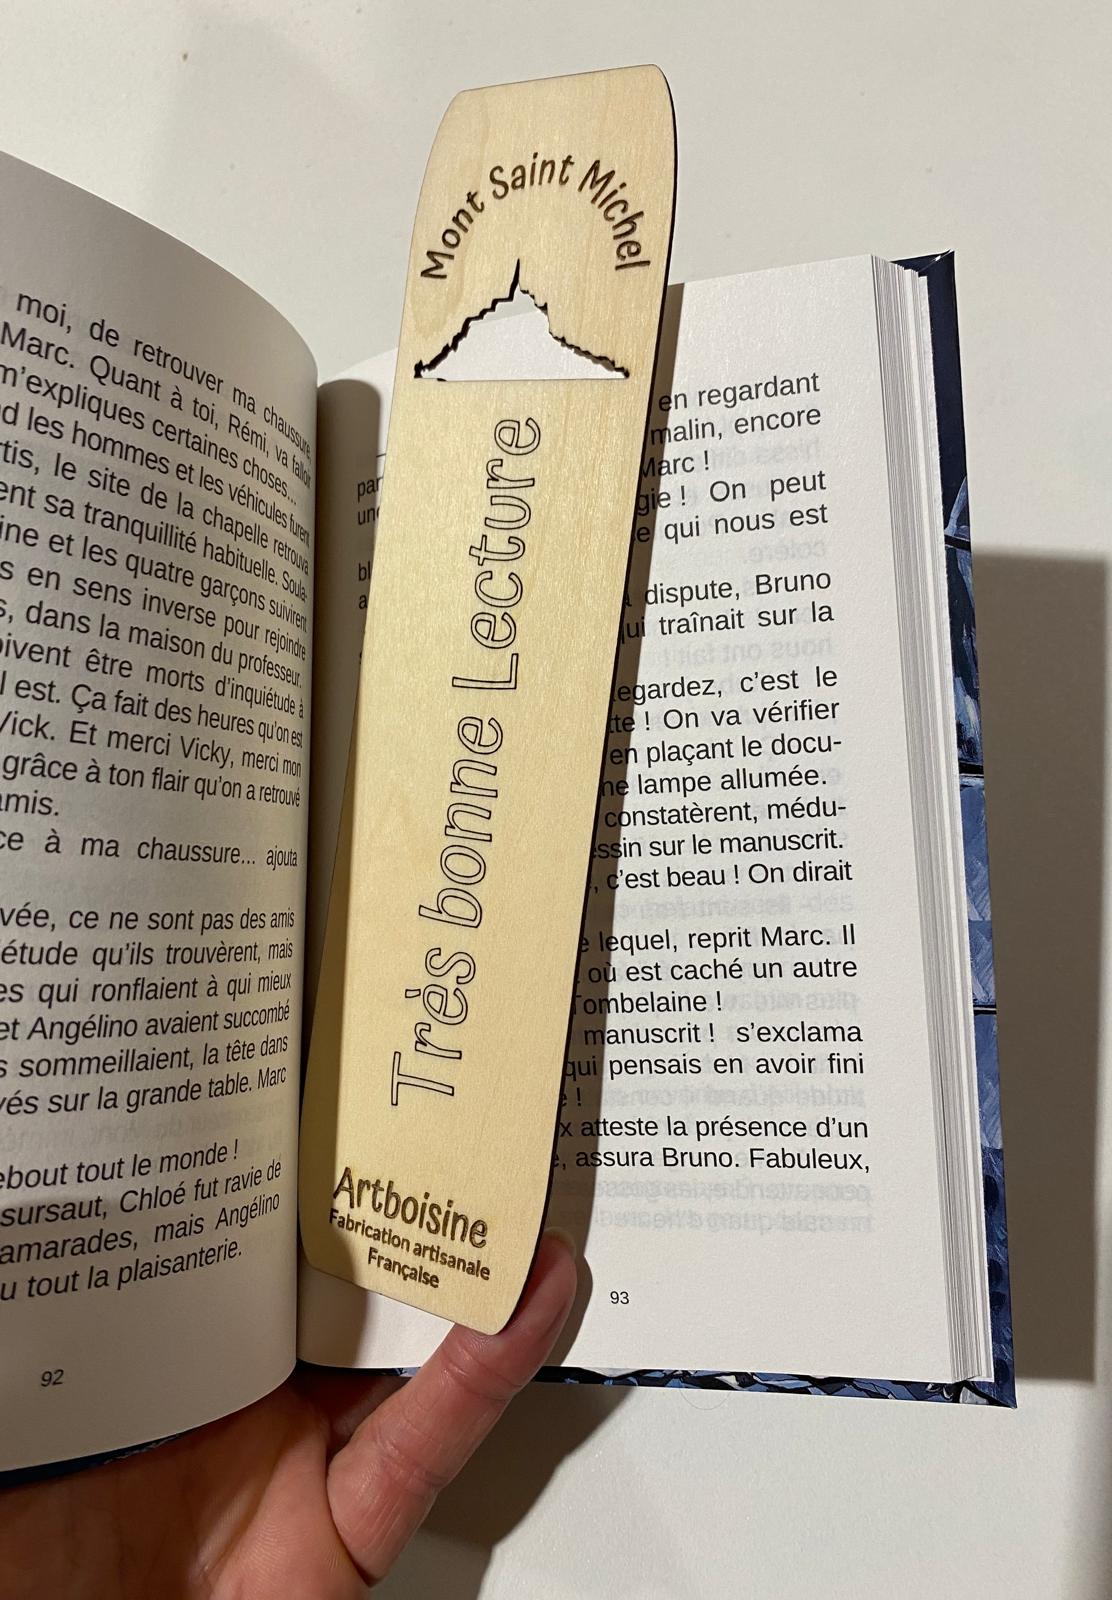 moi, de retrouver ma chaussure,
Marc. Quant à toi, Rémi, va falloir
m'expliques certaines choses...
d les hommes et les véhicules furent
rtis, le site de la chapelle retrouva
ent sa tranquillité habituelle. Soula-
ine et les quatre garçons suivirent
s en sens inverse pour rejoindre
s, dans la maison du professeur.
oivent être morts d'inquiétude à
l est. Ça fait des heures qu'on est
Vick. Et merci Vicky, merci mon
grâce à ton flair qu'on a retrouvé
amis.
ce à ma chaussure... ajouta
vée, ce ne sont pas des amis
étude qu'ils trouvèrent, mais
es qui ronflaient à qui mieux
et Angélino avaient succombé
s sommeillaient, la tête dans
yés sur la grande table. Marc
ebout tout le monde !
sursaut, Chloé fut ravie de
amarades, mais Angélino
u tout la plaisanterie.
92
Mont Saint Michel
Très bonne Lecture
Artboisine
Fabrication artisanale
Française
en regardant
malin, encore
Marc !
gie ! On peut
e qui nous est
dispute, Bruno
qui traînait sur la
egardez, c'est le
te ! On va vérifier
en plaçant le docu-
ne lampe allumée.
constatèrent, médu-
essin sur le manuscrit.
c'est beau ! On dirait
lequel, reprit Marc. Il
où est caché un autre
Tombelaine !
manuscrit ! s'exclama
qui pensais en avoir fini
e !
x atteste la présence d'un
, assura Bruno. Fabuleux,
93